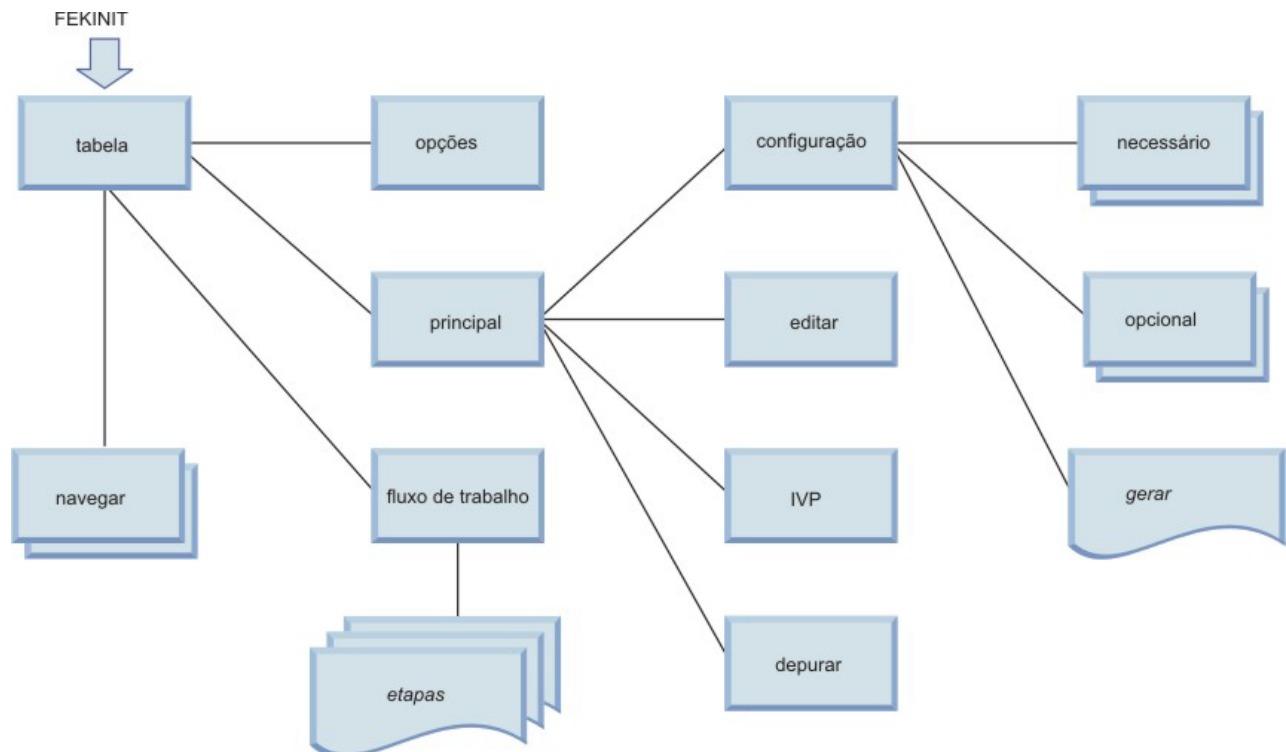 FEKINIT
tabela
opções
configuração
necessário
principal
editar
opcional
navegar
fluxo de trabalho
IVP
gerar
etapas
depurar